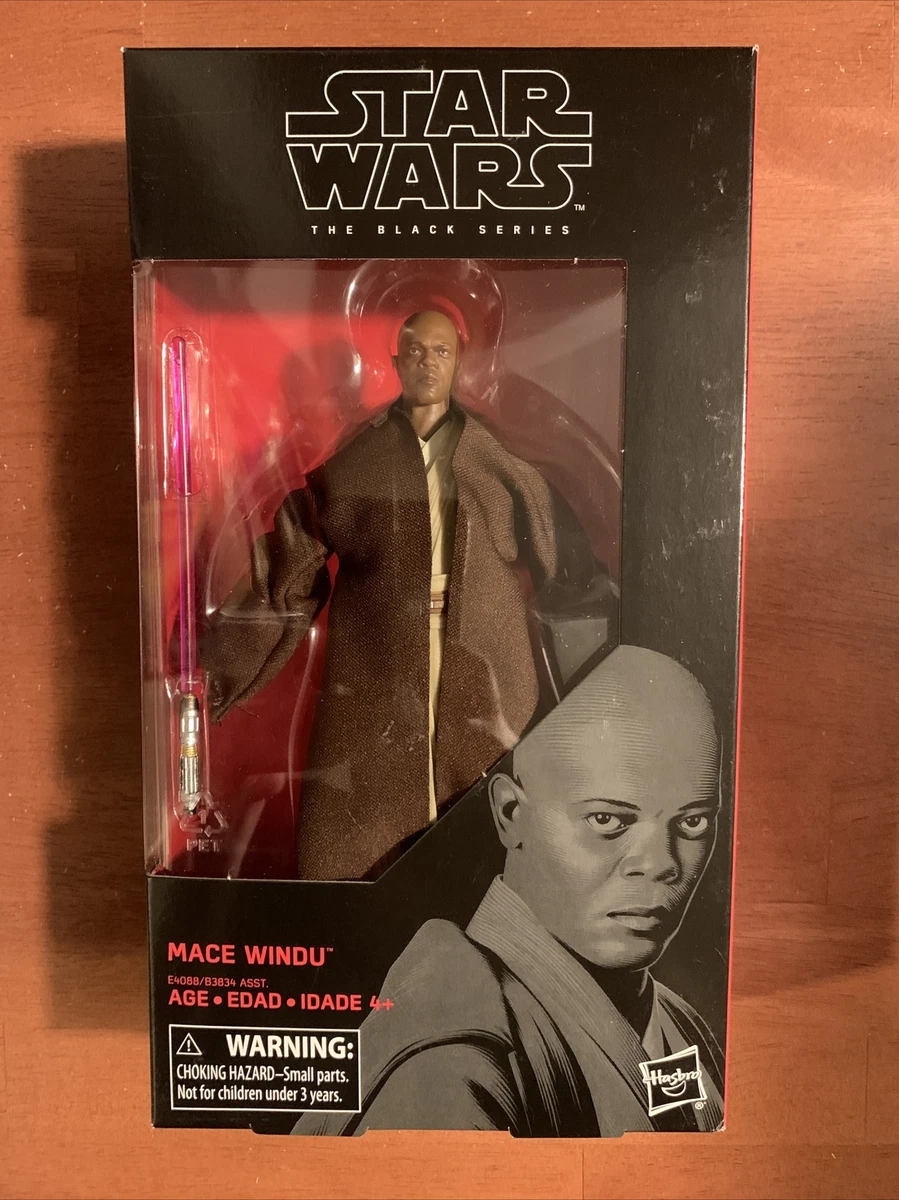 STAR
WARS™
THE BLACK SERIES
PET
MACE WINDU™
E4088/B3834 ASST.
AGE • EDAD • IDADE 4+
WARNING:
CHOKING HAZARD–Small parts.
Not for children under 3 years.
Hasbro®